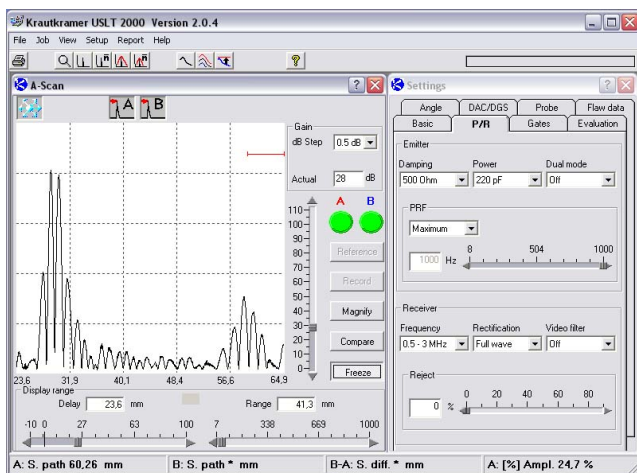 Krautkramer USLT 2000 Version 2.0.4
File Job View Setup Report Help
A-Scan
A B
Gain
dB Step 0.5 dB
Actual 28 dB
A B
110
100
90
80
70
60
50
40
30
20
10
0
Reference
Record
Magnify
Compare
Freeze
23,6 31,9 40,1 48,4 56,6 64,9
Display range
Delay 23,6 mm Range 41,3 mm
-10 0 27 63 100 7 338 669 1000
Settings
Angle DAC/DGS Probe Flaw data
Basic P/R Gates Evaluation
Emitter
Damping Power Dual mode
500 Ohm 220 pF Off
PRF
Maximum
8 504 1000
1000 Hz
Receiver
Frequency Rectification Video filter
0.5 - 3 MHz Full wave Off
Reject
0 20 40 60 80
0 %
A: S. path 60,26 mm B: S. path * mm B-A: S. diff. * mm A: [%] Ampl. 24,7 %